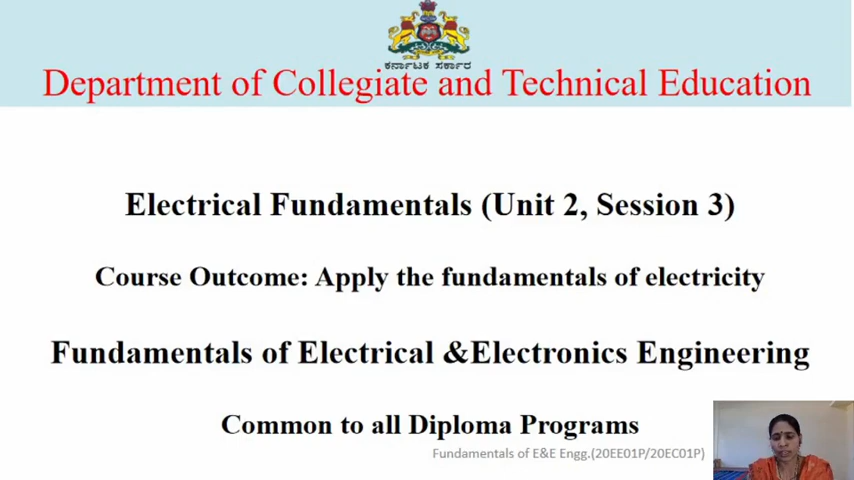 ಕರ್ನಾಟಕ ಸರ್ಕಾರ
Department of Collegiate and Technical Education
Electrical Fundamentals (Unit 2, Session 3)
Course Outcome: Apply the fundamentals of electricity
Fundamentals of Electrical &Electronics Engineering
Common to all Diploma Programs
Fundamentals of E&E Engg.(20EE01P/20EC01P)